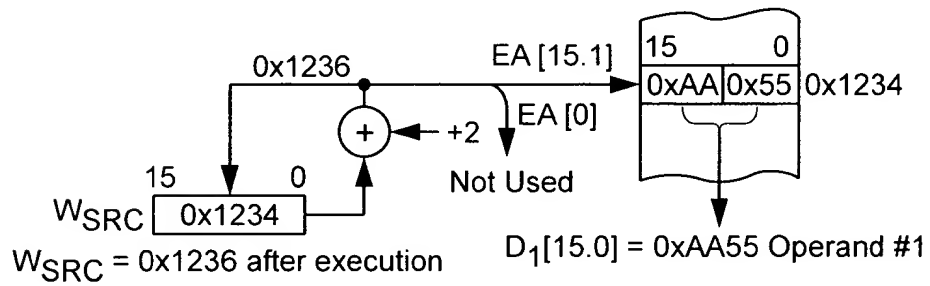 15 0
0x1236
EA [15.1]
0xAA 0x55 0x1234
EA [0]
+ +2
15 0
Not Used
WSRC 0x1234
D1[15.0] = 0xAA55 Operand #1
WSRC = 0x1236 after execution